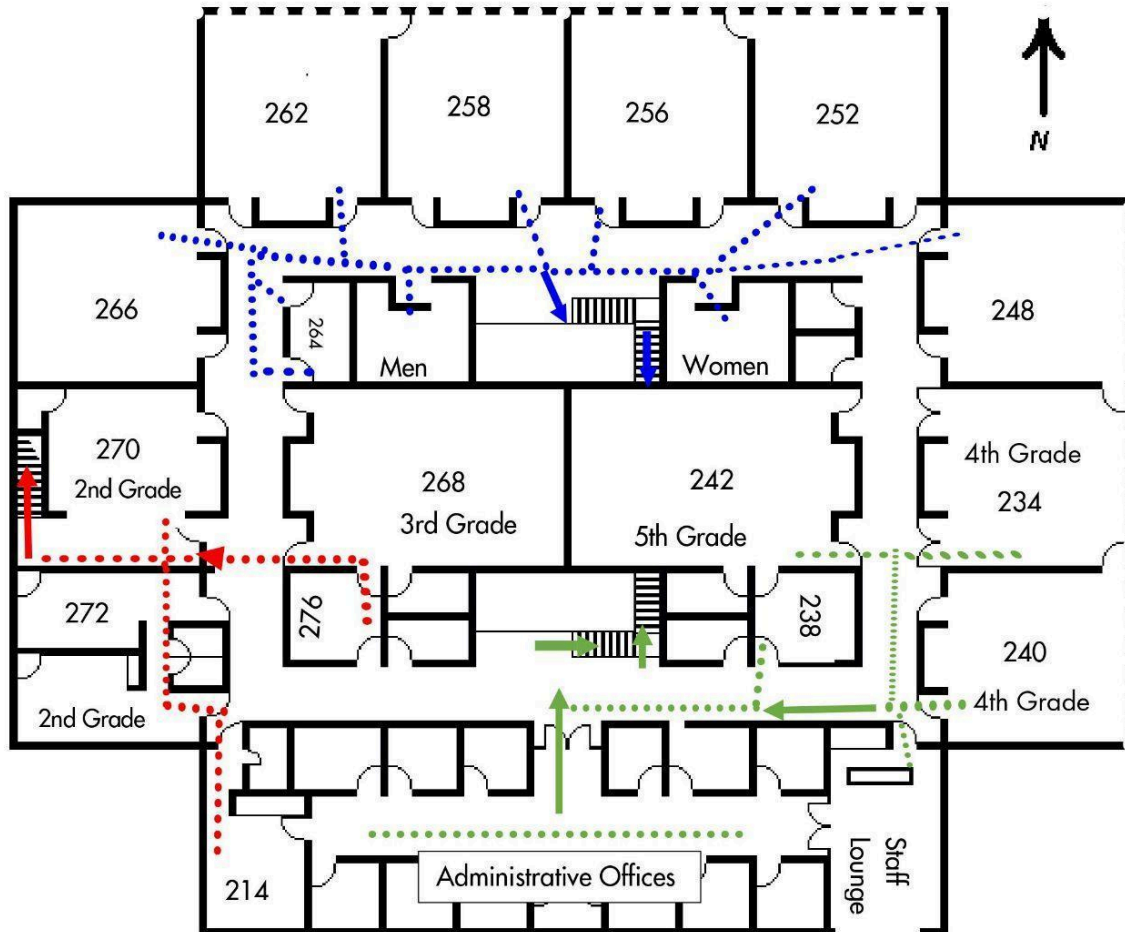 262
258
256
252
N
266
264
Men
Women
248
270
2nd Grade
268
3rd Grade
242
5th Grade
4th Grade
234
272
276
238
240
4th Grade
2nd Grade
214
Administrative Offices
Staff
Lounge